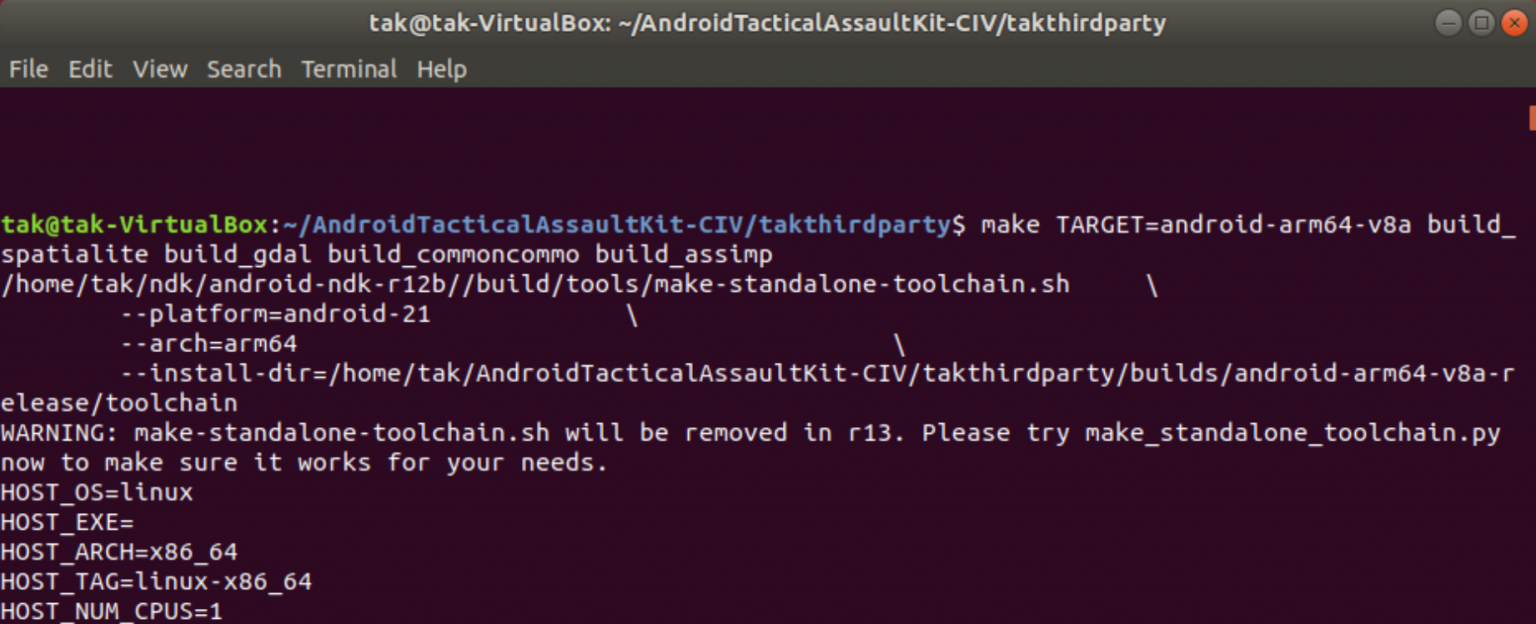 tak@tak-VirtualBox: ~/AndroidTacticalAssaultKit-CIV/takthirdparty
File Edit View Search Terminal Help
tak@tak-VirtualBox:~/AndroidTacticalAssaultKit-CIV/takthirdparty$ make TARGET=android-arm64-v8a build_
spatialite build_gdal build_commoncommo build_assimp
/home/tak/ndk/android-ndk-r12b//build/tools/make-standalone-toolchain.sh     \
        --platform=android-21             \
        --arch=arm64                                        \
        --install-dir=/home/tak/AndroidTacticalAssaultKit-CIV/takthirdparty/builds/android-arm64-v8a-r
elease/toolchain
WARNING: make-standalone-toolchain.sh will be removed in r13. Please try make_standalone_toolchain.py
now to make sure it works for your needs.
HOST_OS=linux
HOST_EXE=
HOST_ARCH=x86_64
HOST_TAG=linux-x86_64
HOST_NUM_CPUS=1